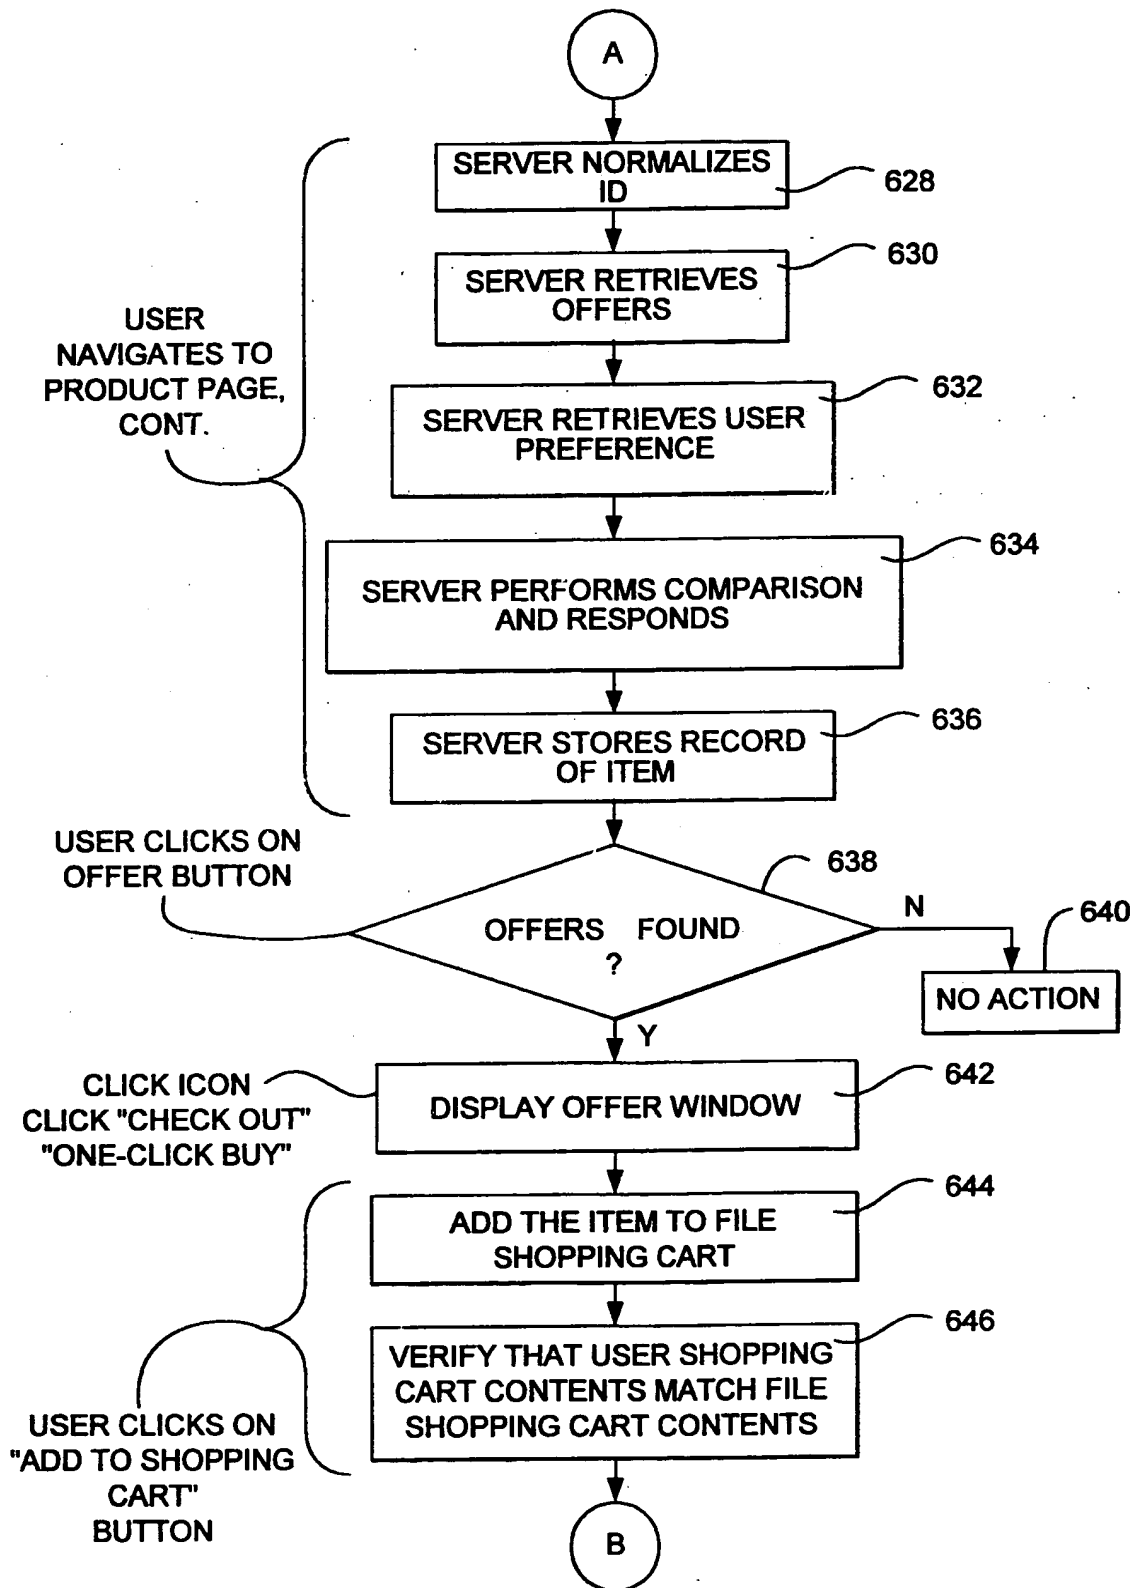 A
SERVER NORMALIZES
ID
628
630
SERVER RETRIEVES
OFFERS
USER
NAVIGATES TO
PRODUCT PAGE,
CONT.
632
SERVER RETRIEVES USER
PREFERENCE
634
SERVER PERFORMS COMPARISON
AND RESPONDS
636
SERVER STORES RECORD
OF ITEM
USER CLICKS ON
OFFER BUTTON
638
OFFERS FOUND
?
N
640
NO ACTION
Y
CLICK ICON
CLICK "CHECK OUT"
"ONE-CLICK BUY"
642
DISPLAY OFFER WINDOW
644
ADD THE ITEM TO FILE
SHOPPING CART
646
VERIFY THAT USER SHOPPING
CART CONTENTS MATCH FILE
SHOPPING CART CONTENTS
USER CLICKS ON
"ADD TO SHOPPING
CART"
BUTTON
B